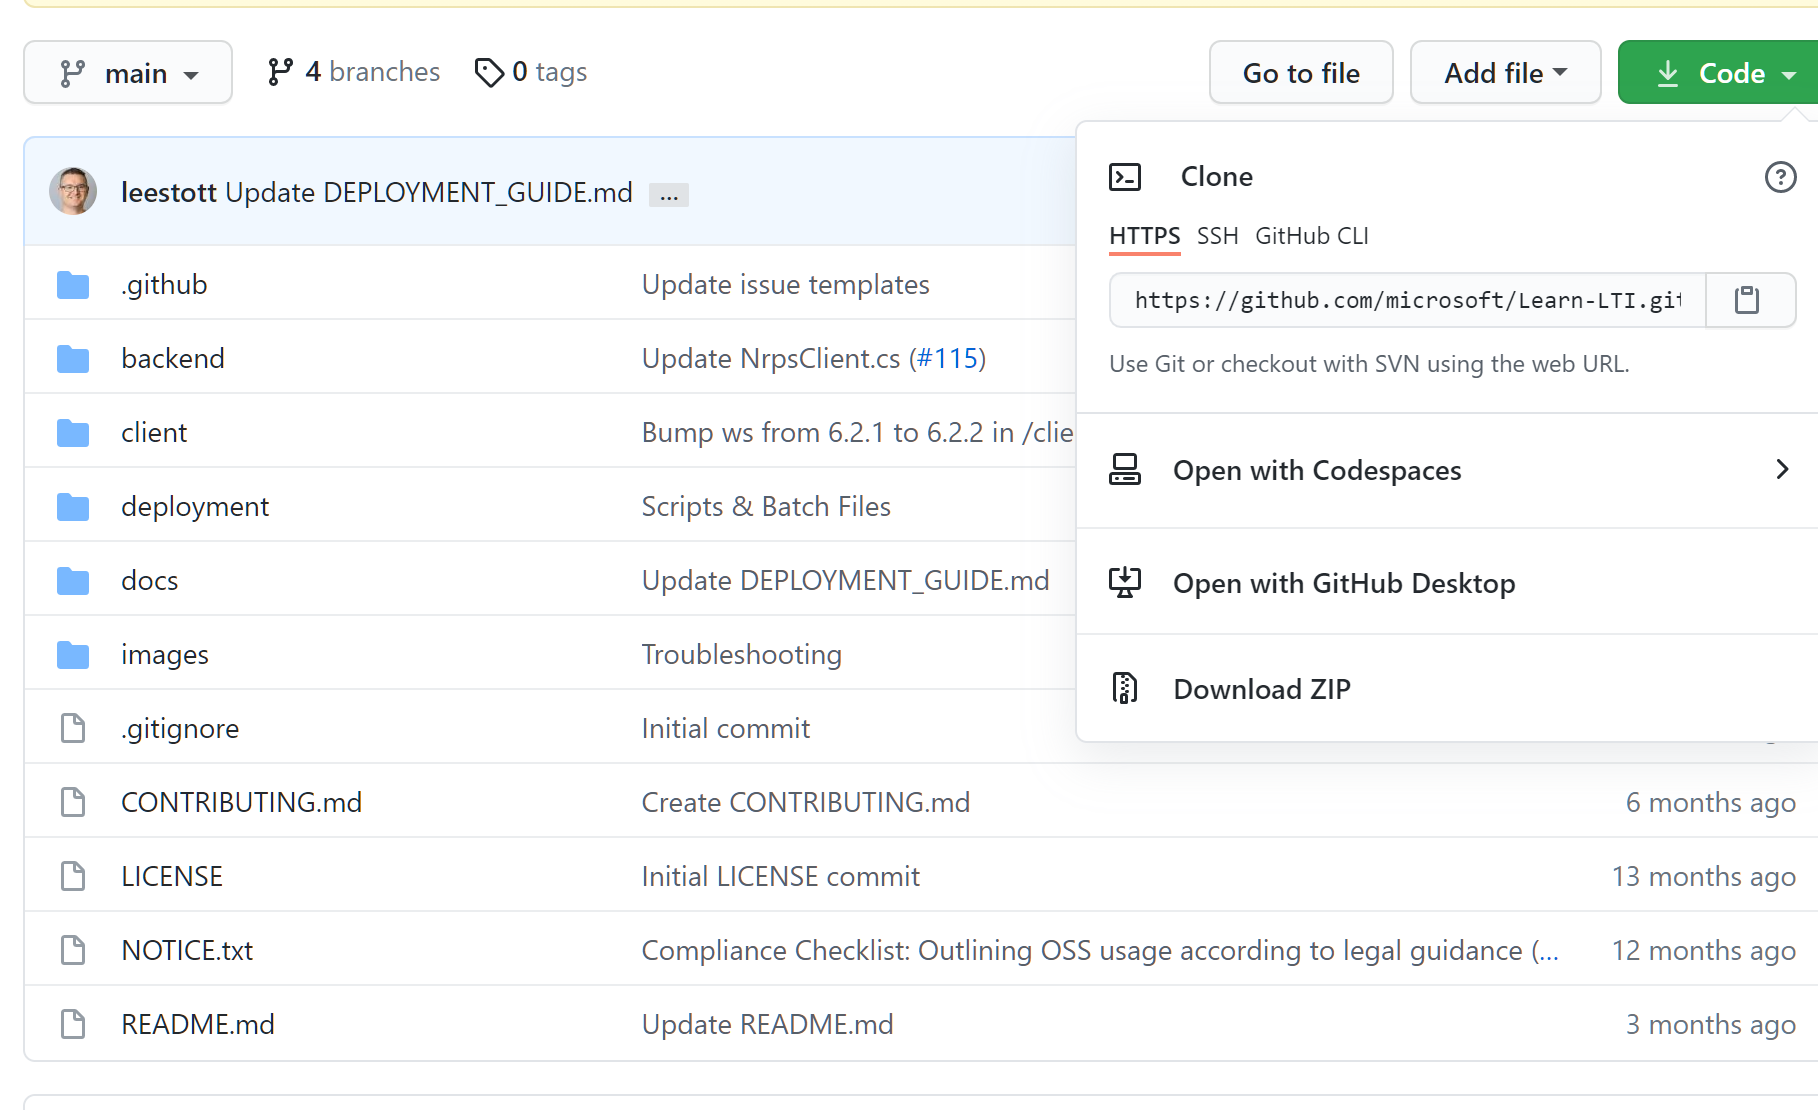 main
4 branches
0 tags
Go to file
Add file
Code
leestott Update DEPLOYMENT_GUIDE.md ...
Clone
HTTPS SSH GitHub CLI
https://github.com/microsoft/Learn-LTI.git
Use Git or checkout with SVN using the web URL.
Open with Codespaces
Open with GitHub Desktop
Download ZIP
.github Update issue templates
backend Update NrpsClient.cs (#115)
client Bump ws from 6.2.1 to 6.2.2 in /clie
deployment Scripts & Batch Files
docs Update DEPLOYMENT_GUIDE.md
images Troubleshooting
.gitignore Initial commit
CONTRIBUTING.md Create CONTRIBUTING.md 6 months ago
LICENSE Initial LICENSE commit 13 months ago
NOTICE.txt Compliance Checklist: Outlining OSS usage according to legal guidance (... 12 months ago
README.md Update README.md 3 months ago